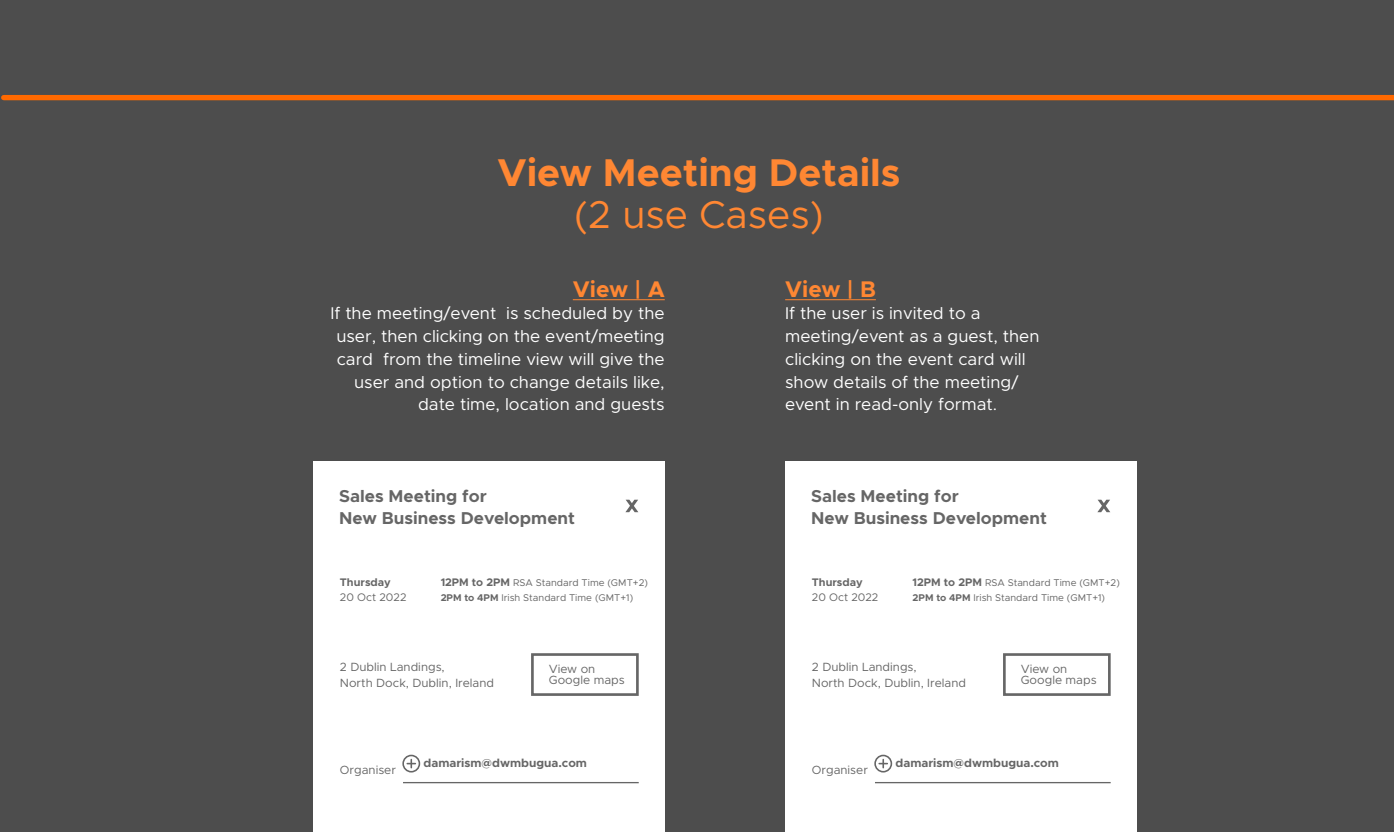 View Meeting Details
(2 use Cases)
View | A
If the meeting/event  is scheduled by the
user, then clicking on the event/meeting
card  from the timeline view will give the
user and option to change details like,
date time, location and guests
View | B
If the user is invited to a
meeting/event as a guest, then
clicking on the event card will
show details of the meeting/
event in read-only format.
Sales Meeting for
New Business Development
X
Thursday
20 Oct 2022
12PM to 2PM RSA Standard Time (GMT+2)
2PM to 4PM Irish Standard Time (GMT+1)
2 Dublin Landings,
North Dock, Dublin, Ireland
View on
Google maps
Organiser
damarism@dwmbugua.com
Sales Meeting for
New Business Development
X
Thursday
20 Oct 2022
12PM to 2PM RSA Standard Time (GMT+2)
2PM to 4PM Irish Standard Time (GMT+1)
2 Dublin Landings,
North Dock, Dublin, Ireland
View on
Google maps
Organiser
damarism@dwmbugua.com